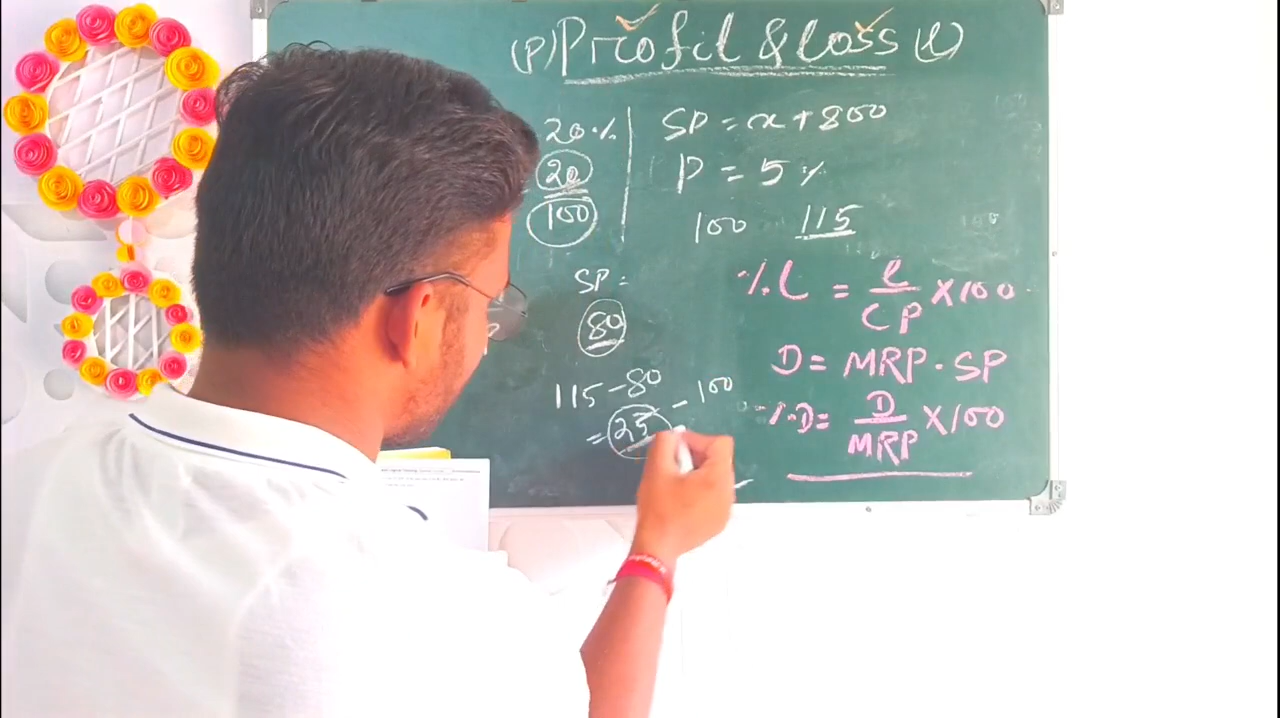 (P) Profit & loss (l)
20%
20
100
SP = x + 800
P = 5%
100 115
SP =
80
115 - 80
= 25 - 100
% L = l/CP X 100
D = MRP - SP
% D = D/MRP X 100